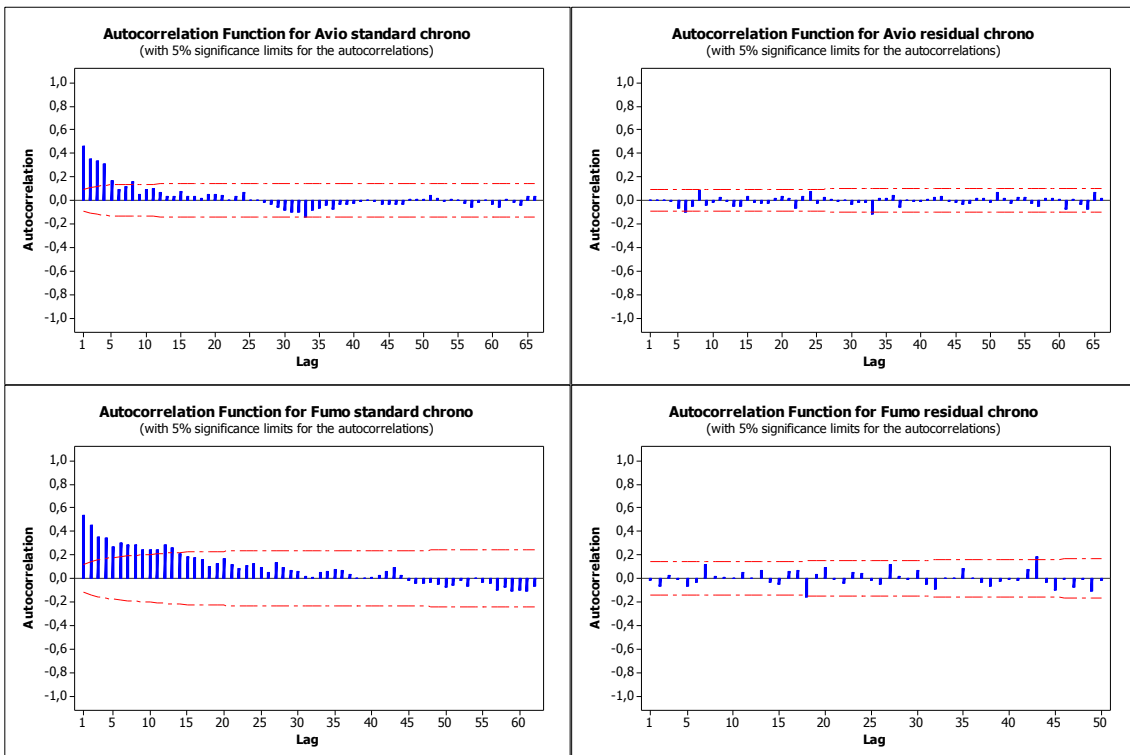 Autocorrelation Function for Avio standard chrono
(with 5% significance limits for the autocorrelations)
1,0
0,8
0,6
0,4
0,2
0,0
-0,2
-0,4
-0,6
-0,8
-1,0
Autocorrelation
1 5 10 15 20 25 30 35 40 45 50 55 60 65
Lag
Autocorrelation Function for Avio residual chrono
(with 5% significance limits for the autocorrelations)
1,0
0,8
0,6
0,4
0,2
0,0
-0,2
-0,4
-0,6
-0,8
-1,0
Autocorrelation
1 5 10 15 20 25 30 35 40 45 50 55 60 65
Lag
Autocorrelation Function for Fumo standard chrono
(with 5% significance limits for the autocorrelations)
1,0
0,8
0,6
0,4
0,2
0,0
-0,2
-0,4
-0,6
-0,8
-1,0
Autocorrelation
1 5 10 15 20 25 30 35 40 45 50 55 60
Lag
Autocorrelation Function for Fumo residual chrono
(with 5% significance limits for the autocorrelations)
1,0
0,8
0,6
0,4
0,2
0,0
-0,2
-0,4
-0,6
-0,8
-1,0
Autocorrelation
1 5 10 15 20 25 30 35 40 45 50
Lag